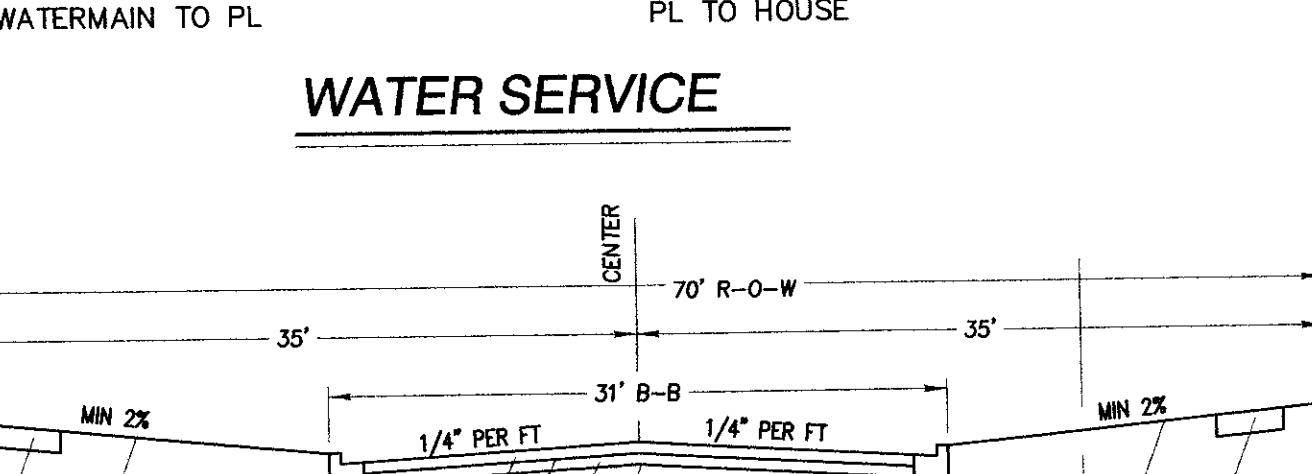 WATERMAIN TO PL
PL TO HOUSE
WATER SERVICE
CENTER
70' R-O-W
35'
35'
31' B-B
MIN 2%
MIN 2%
1/4" PER FT
1/4" PER FT